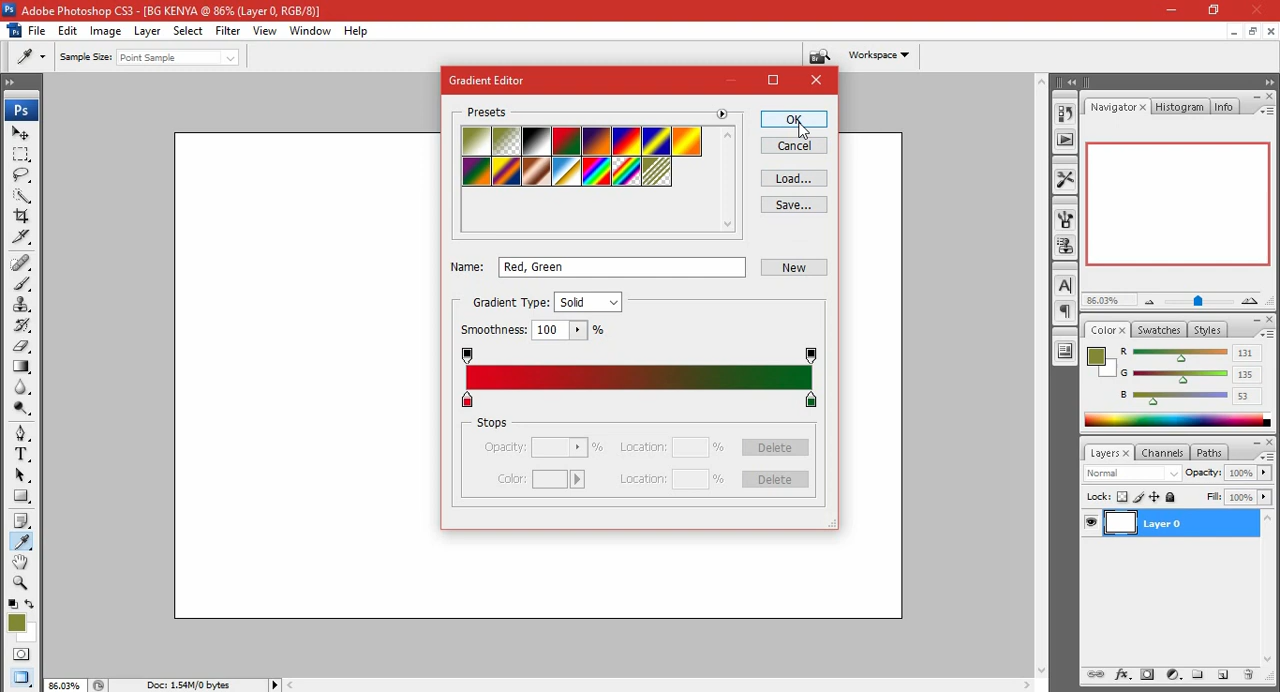 Ps Adobe Photoshop CS3 - [BG KENYA @ 86% (Layer 0, RGB/8)]
File Edit Image Layer Select Filter View Window Help
Sample Size: Point Sample Workspace
Ps
Gradient Editor
Presets
OK
Cancel
Load...
Save...
Name: Red, Green New
Gradient Type: Solid
Smoothness: 100 %
Stops
Opacity: % Location: % Delete
Color: Location: % Delete
Navigator Histogram Info
86.03%
Color Swatches Styles
R 131
G 135
B 53
Layers Channels Paths
Normal Opacity: 100%
Lock: Fill: 100%
Layer 0
T
A
fx
86.03% Doc: 1.54M/0 bytes